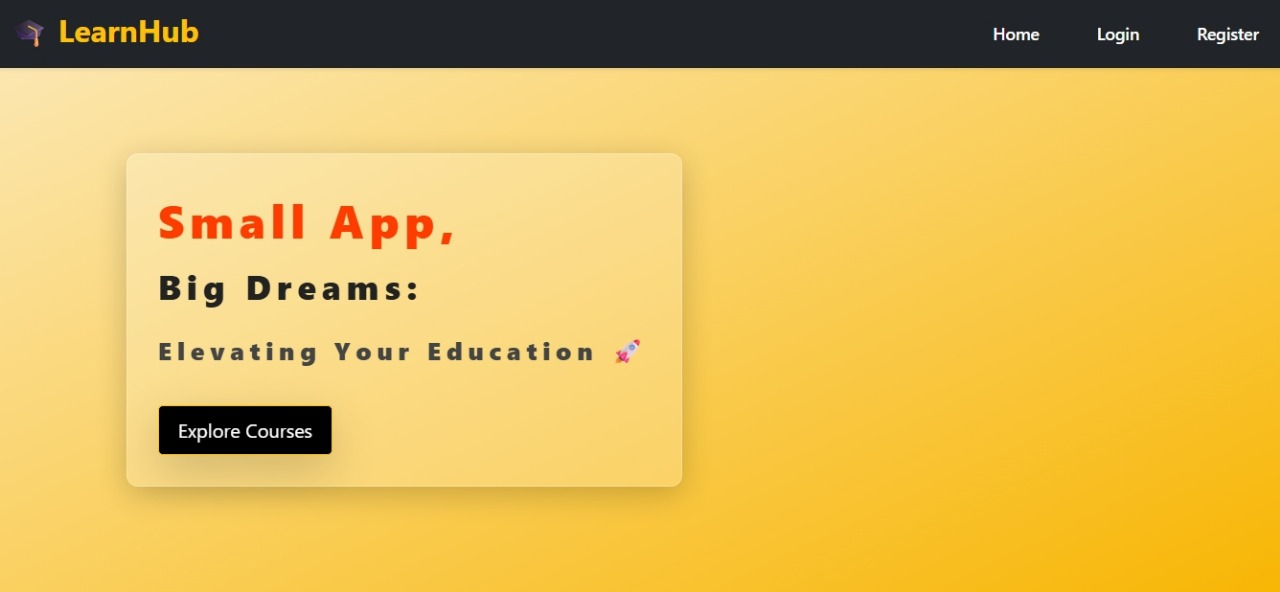 LearnHub
Home Login Register
Small App,
Big Dreams:
Elevating Your Education 🚀
Explore Courses